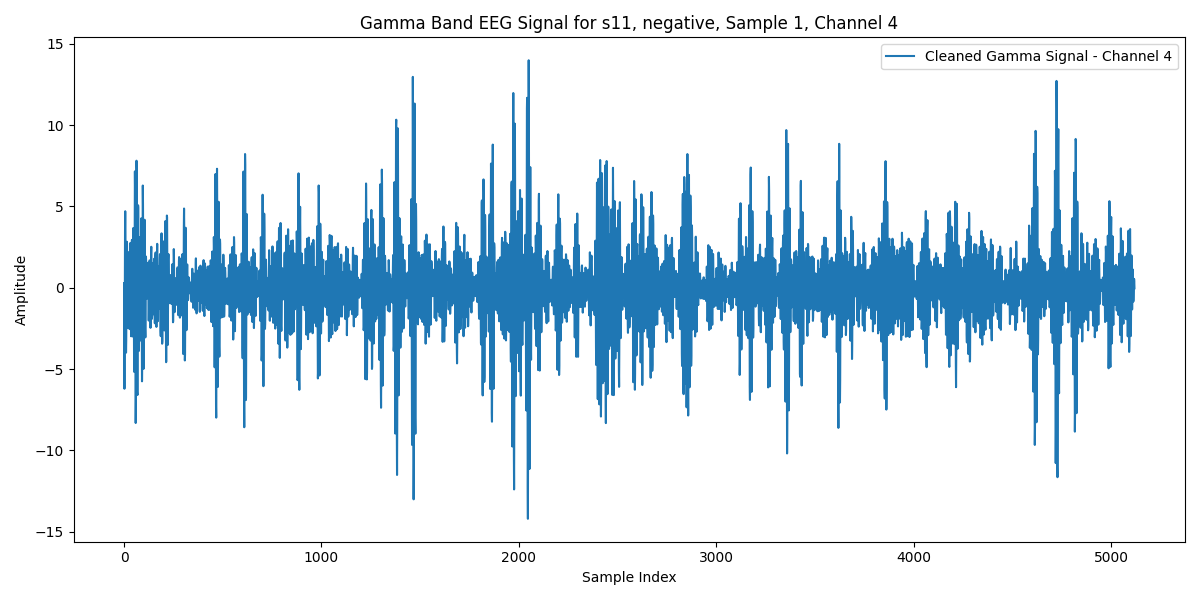 Gamma Band EEG Signal for s11, negative, Sample 1, Channel 4
Cleaned Gamma Signal - Channel 4
15
10
5
0
−5
−10
−15
Amplitude
0 1000 2000 3000 4000 5000
Sample Index